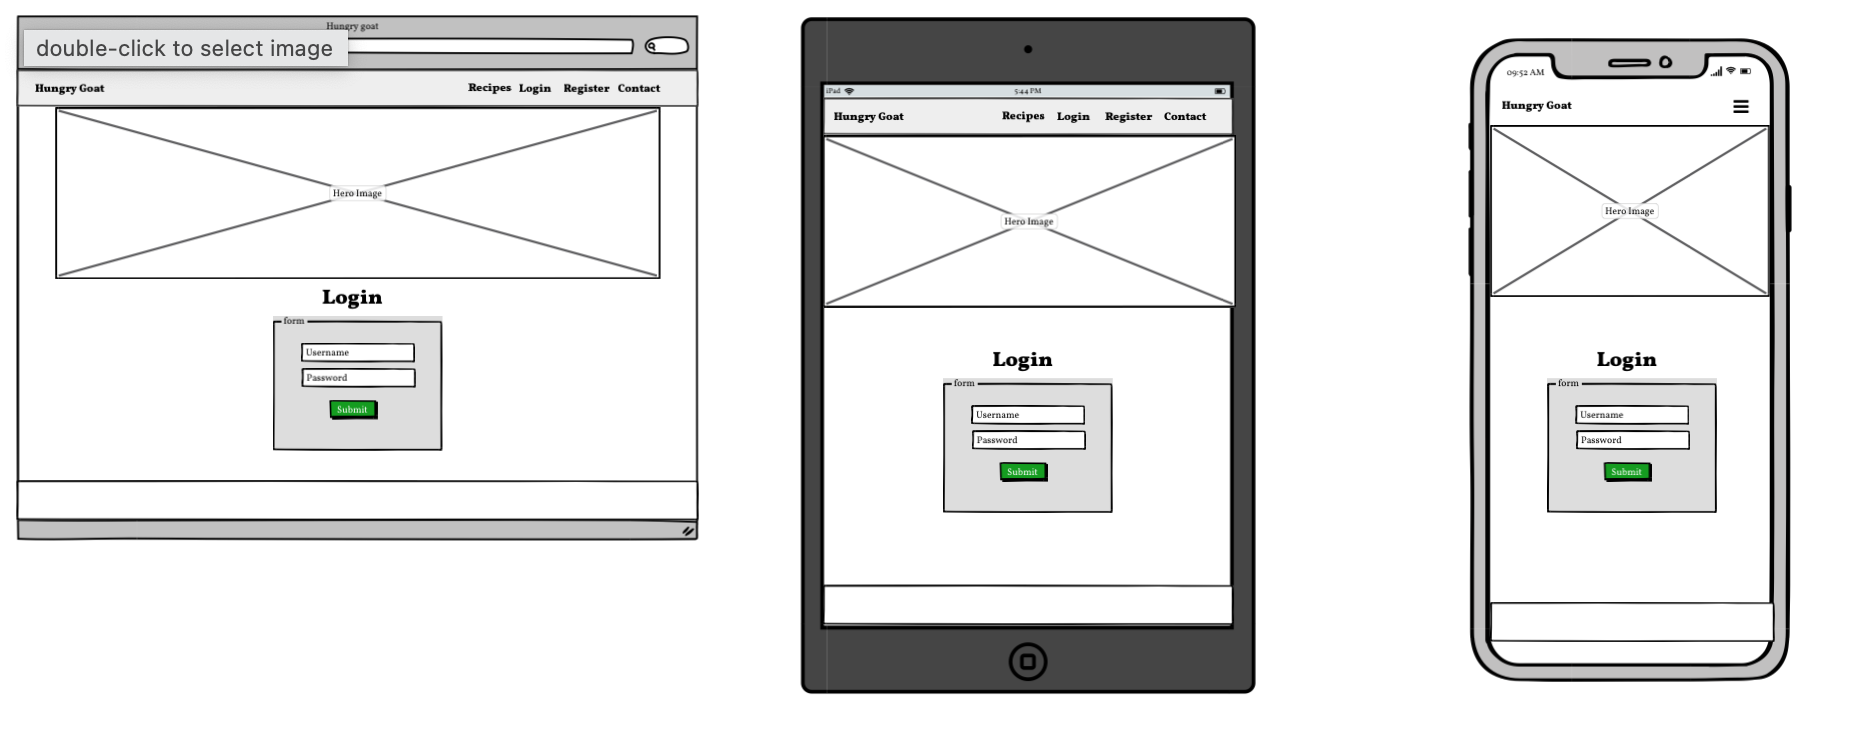 Hungry goat
double-click to select image
Hungry Goat Recipes Login Register Contact
Hero Image
Login
form
Username
Password
Submit
iPad 5:44 PM
Hungry Goat Recipes Login Register Contact
Hero Image
Login
form
Username
Password
Submit
09:52 AM
Hungry Goat
Hero Image
Login
form
Username
Password
Submit